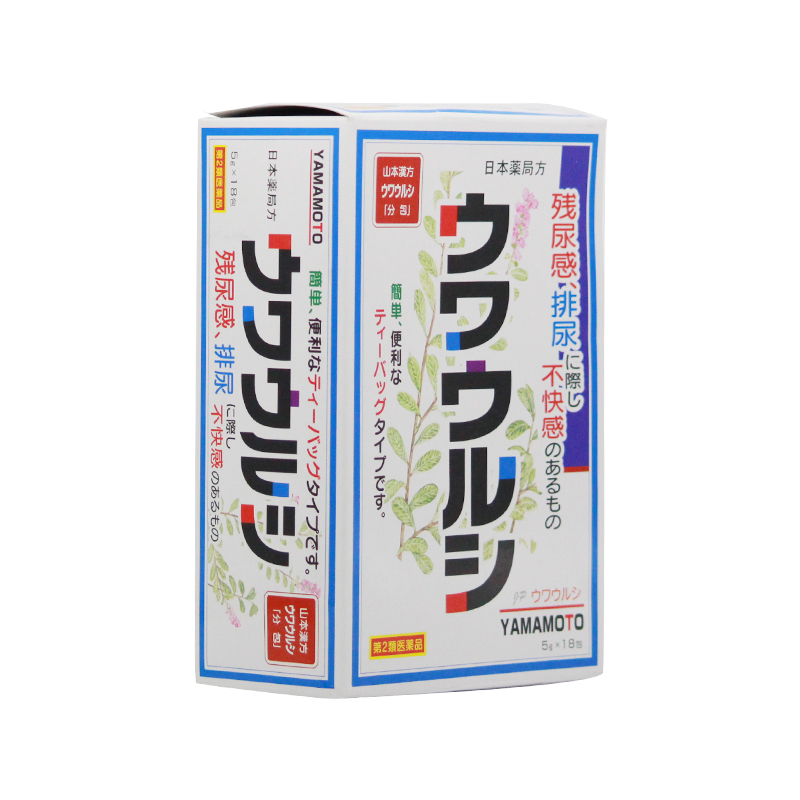 YAMAMOTO
日本薬局方
5g×18包
第2類医薬品
簡単、便利なティーバッグタイプです。
ウワウルシ
残尿感、排尿に際し不快感のあるもの
山本漢方
ウワウルシ
「分包」
山本漢方
ウワウルシ
「分包」
日本薬局方
残尿感、排尿に際し不快感のあるもの
ウワウルシ
簡単、便利な
ティーバッグタイプです。
JP ウワウルシ
YAMAMOTO
5g×18包
第2類医薬品